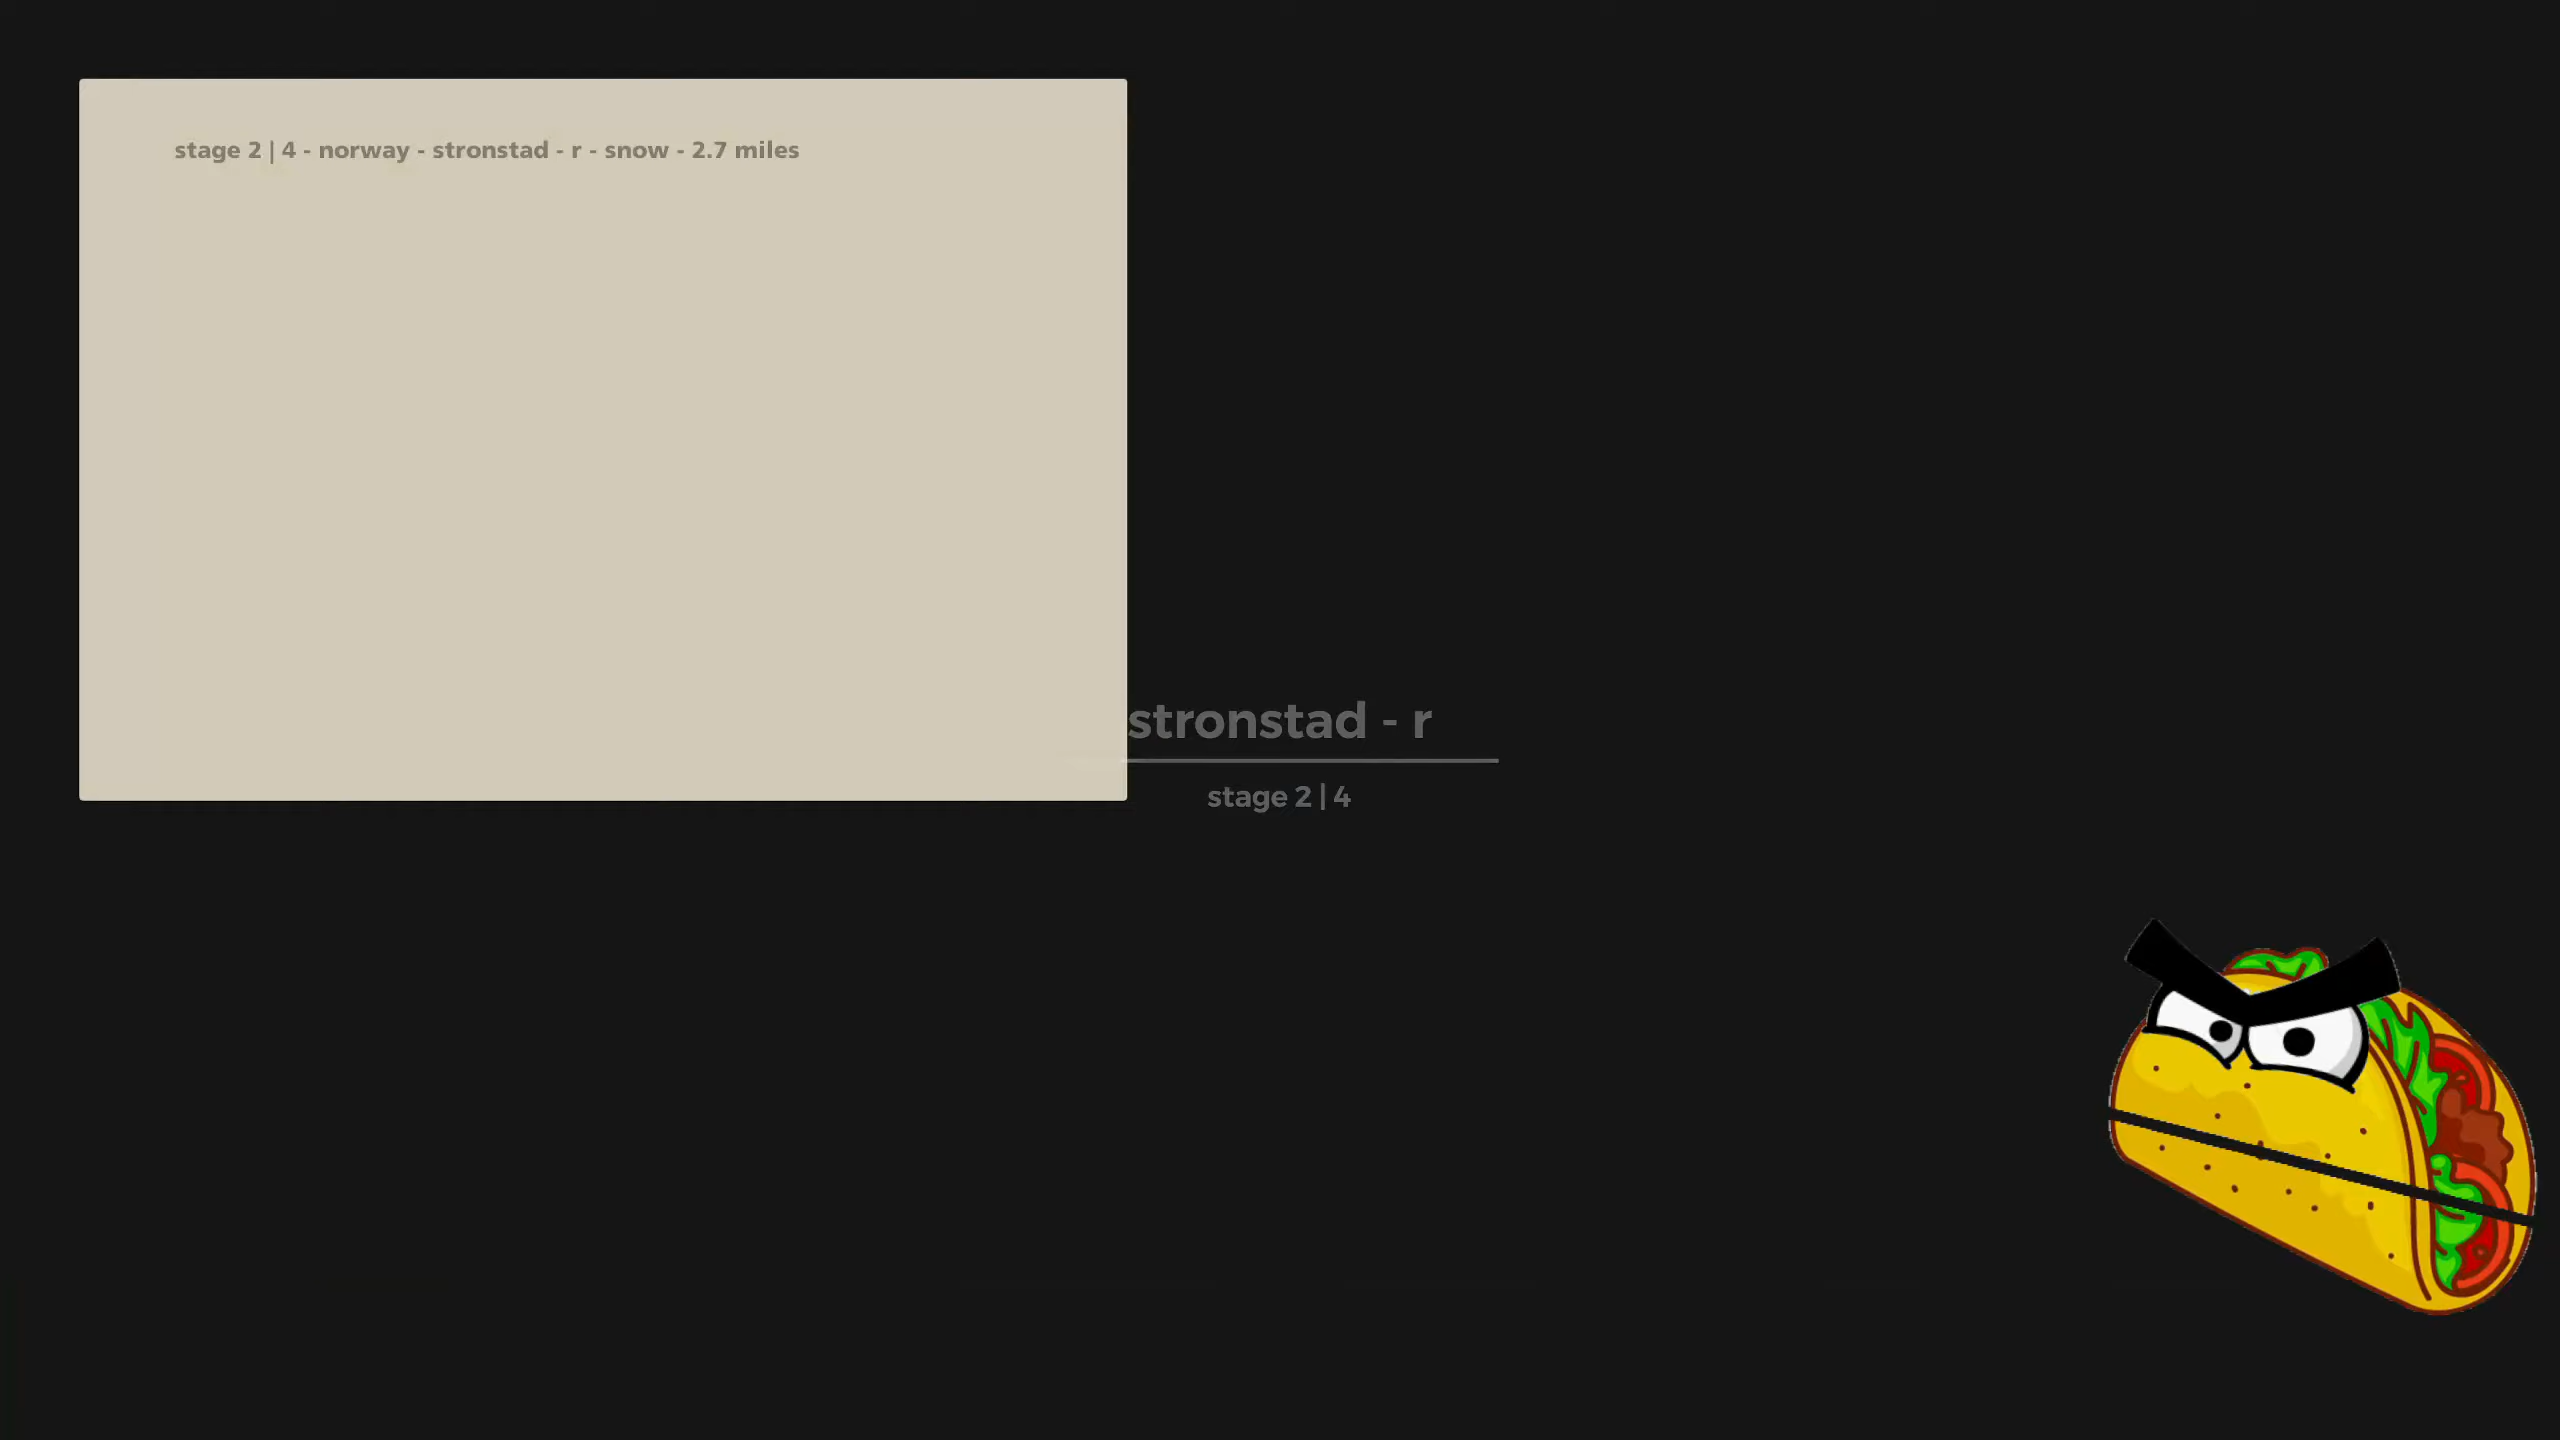 stage 2 | 4 - norway - stronstad - r - snow - 2.7 miles
stronstad - r
stage 2 | 4